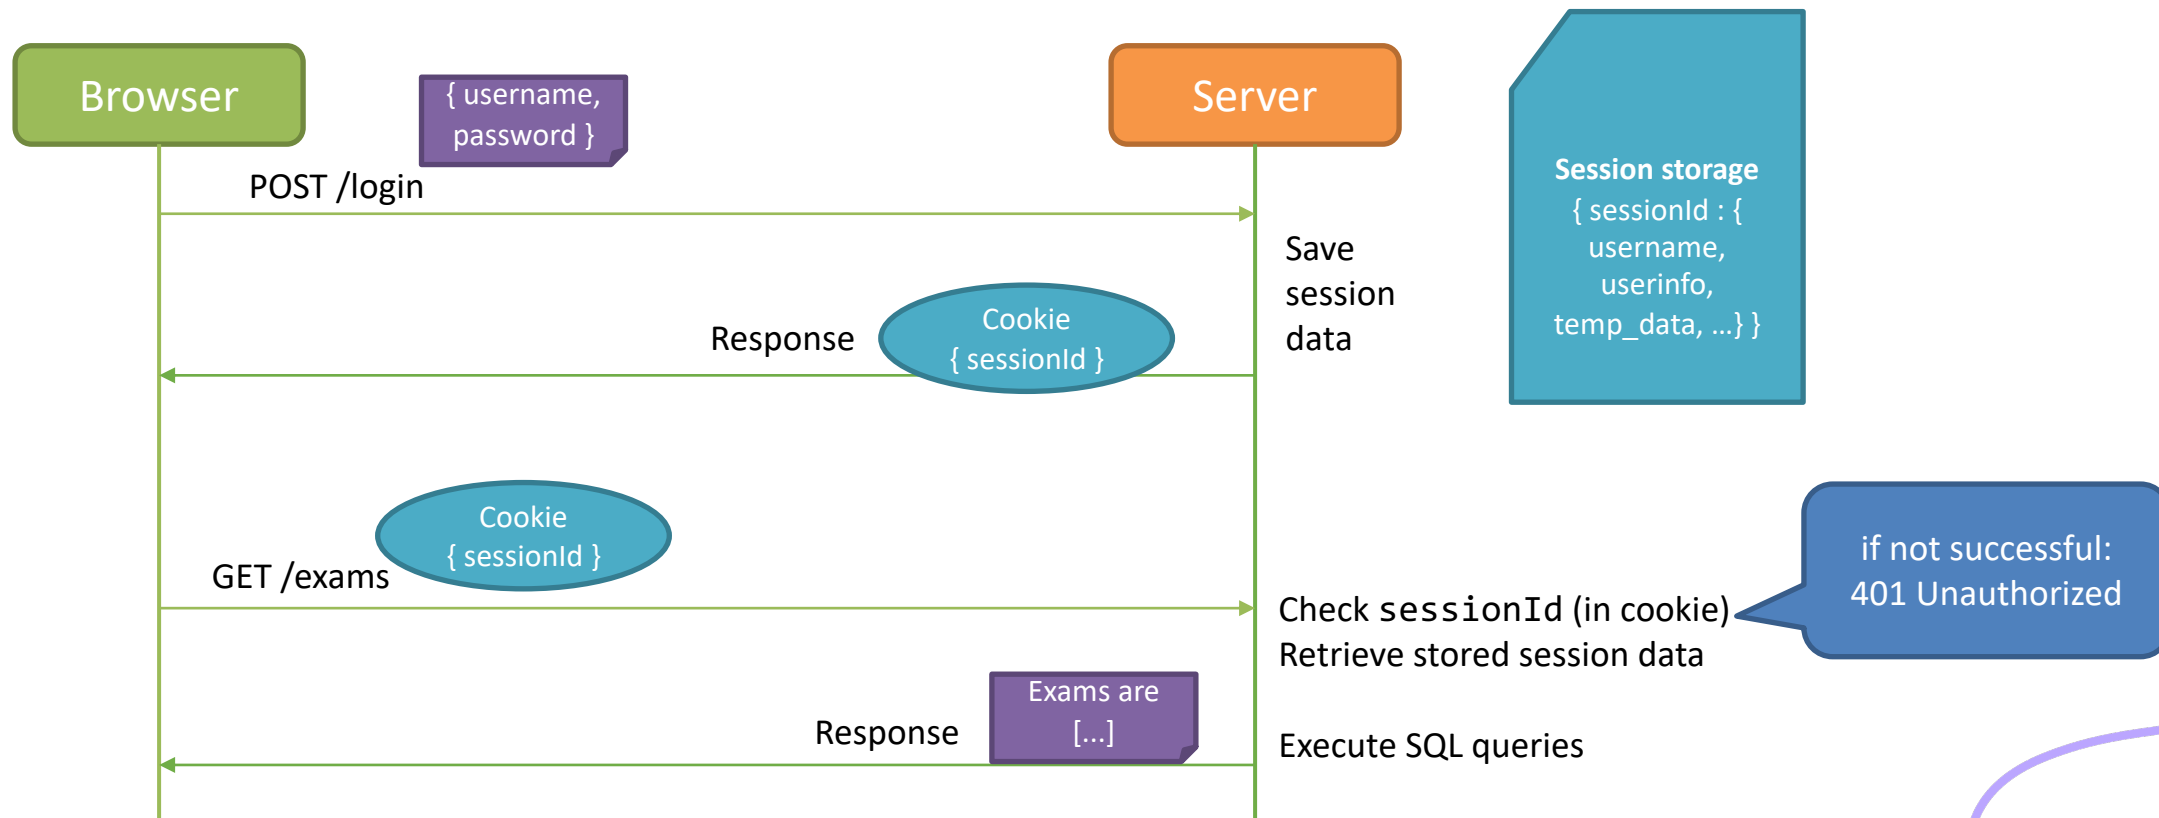 Browser
{ username,
password }
Server
POST /login
Session storage
{ sessionId : {
username,
userinfo,
temp_data, …} }
Save
session
data
Response
Cookie
{ sessionId }
Cookie
{ sessionId }
GET /exams
if not successful:
401 Unauthorized
Check sessionId (in cookie)
Retrieve stored session data
Response
Exams are
[...]
Execute SQL queries